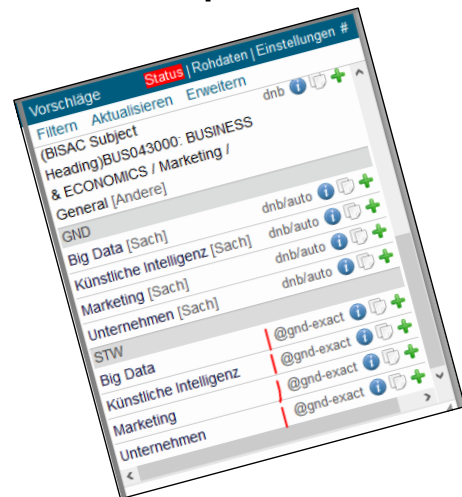 Vorschläge Status | Rohdaten | Einstellungen #
Filtern Aktualisieren Erweitern
(BISAC Subject dnb
Heading)BUS043000: BUSINESS
& ECONOMICS / Marketing /
General [Andere]
GND
Big Data [Sach] dnb/auto
Künstliche Intelligenz [Sach] dnb/auto
Marketing [Sach] dnb/auto
Unternehmen [Sach] dnb/auto
STW
Big Data @gnd-exact
Künstliche Intelligenz @gnd-exact
Marketing @gnd-exact
Unternehmen @gnd-exact